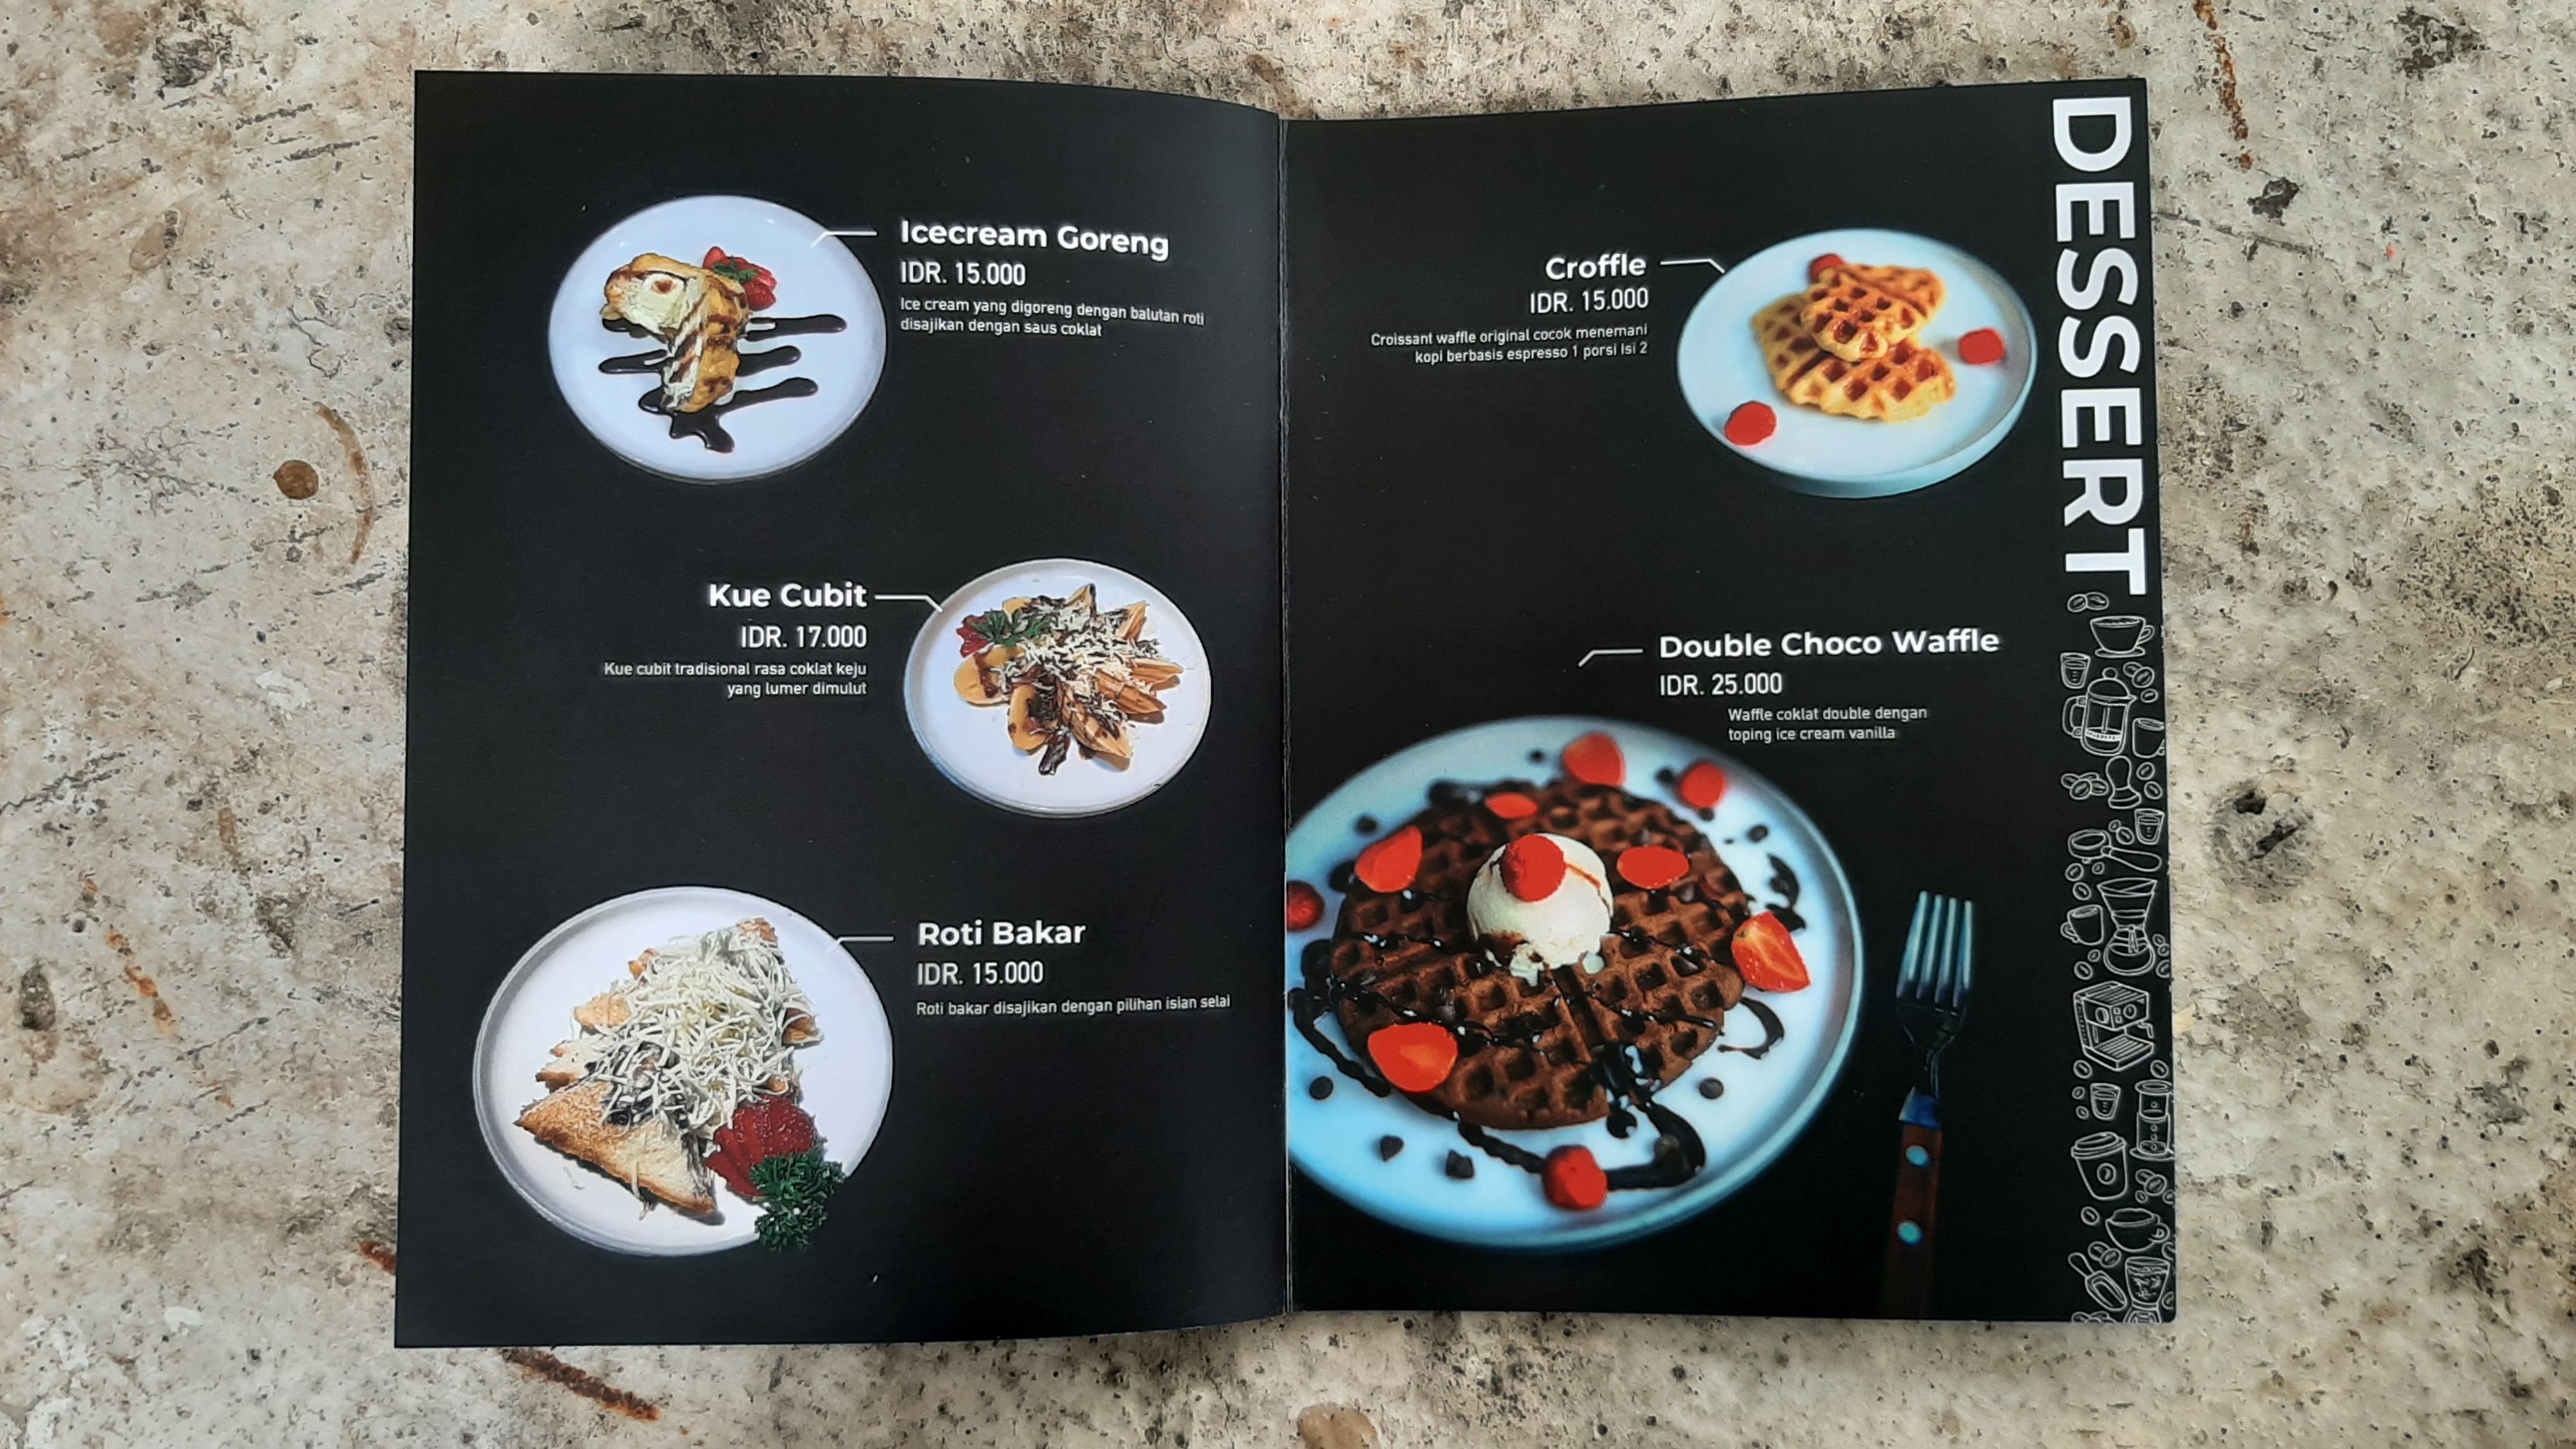 Icecream Goreng
IDR. 15.000
Ice cream yang digoreng dengan balutan roti
disajikan dengan saus coklat
Kue Cubit
IDR. 17.000
Kue cubit tradisional rasa coklat keju
yang lumer dimulut
Roti Bakar
IDR. 15.000
Roti bakar disajikan dengan pilihan isian selai
DESSERT
Croffle
IDR. 15.000
Croissant waffle original cocok menemani
kopi berbasis espresso 1 porsi isi 2
Double Choco Waffle
IDR. 25.000
Waffle coklat double dengan
toping ice cream vanilla